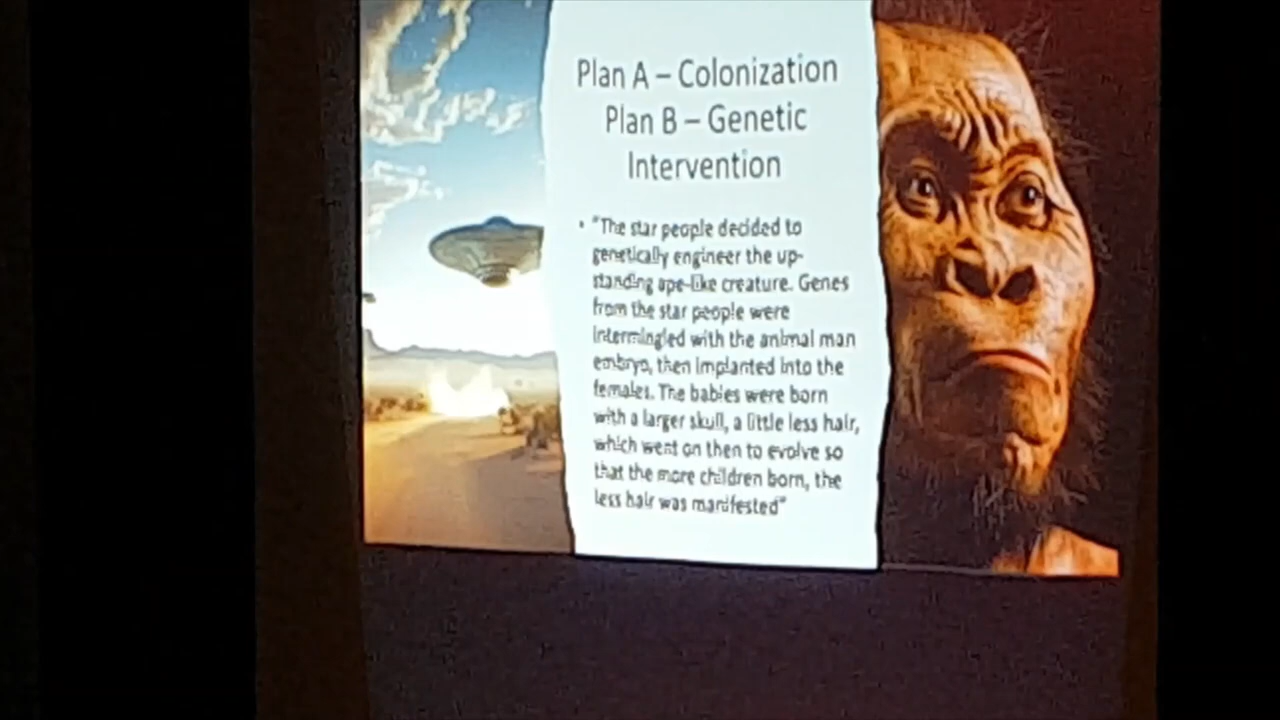 Plan A – Colonization
Plan B – Genetic
Intervention
• "The star people decided to
genetically engineer the up-
standing ape-like creature. Genes
from the star people were
intermingled with the animal man
embryo, then implanted into the
females. The babies were born
with a larger skull, a little less hair,
which went on then to evolve so
that the more children born, the
less hair was manifested"